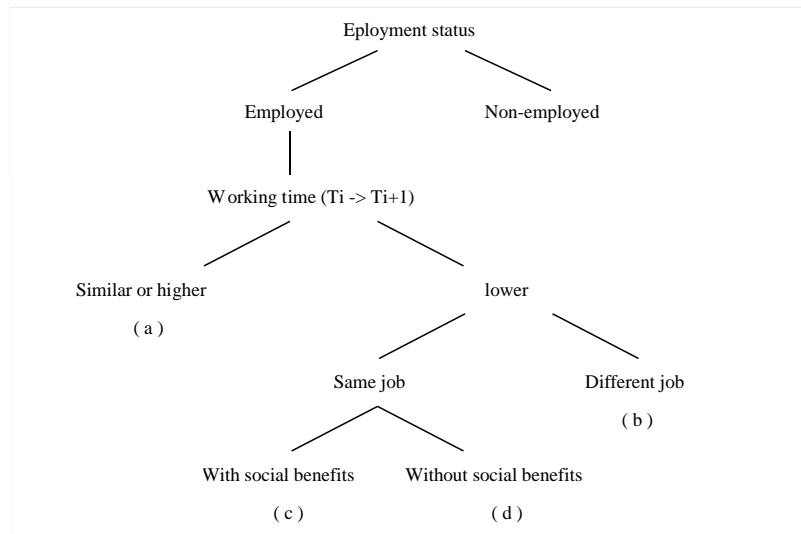 Eployment status
Employed Non-employed
Working time (Ti -> Ti+1)
Similar or higher lower
( a )
Same job Different job
( b )
With social benefits Without social benefits
( c ) ( d )